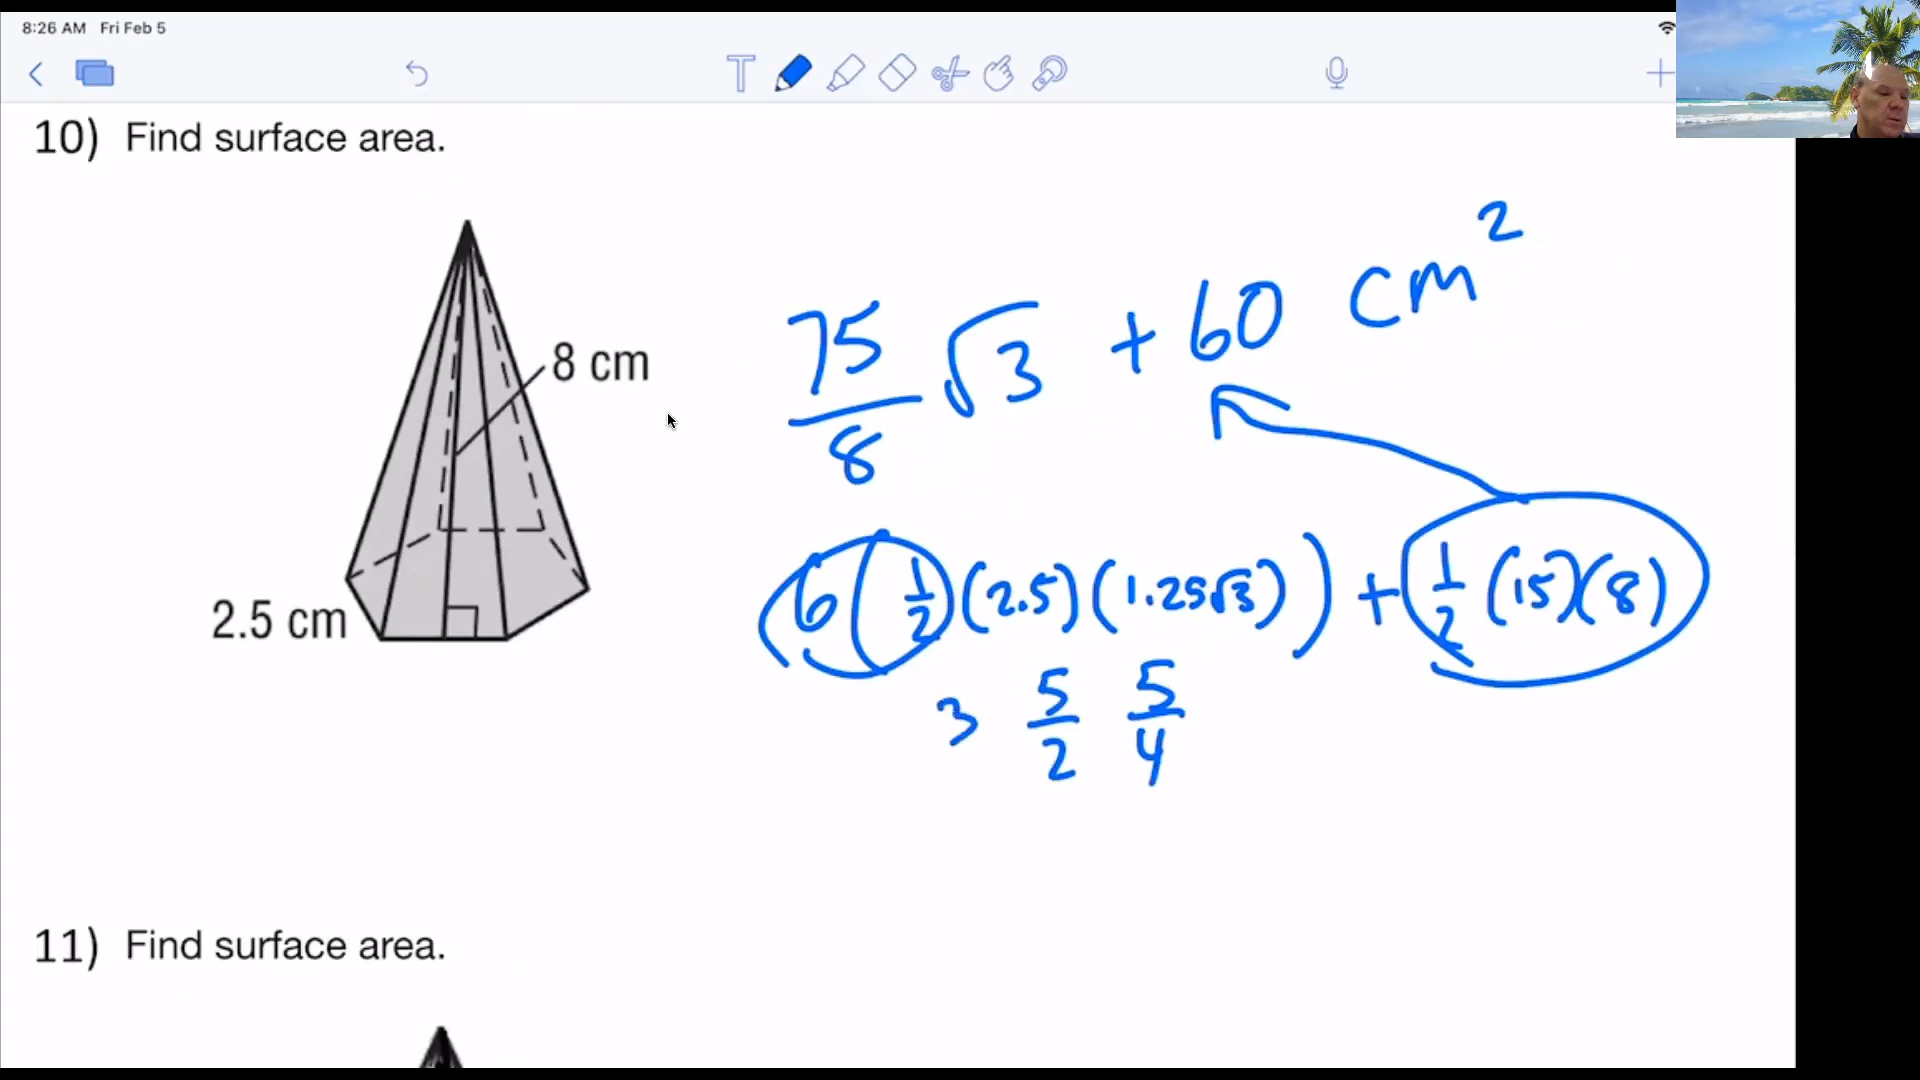 8:26 AM Fri Feb 5
T
10) Find surface area.
8 cm
2.5 cm
75/8 √3 + 60 cm²
6(1/2 (2.5)(1.25√3)) + 1/2 (15)(8)
3 5/2 5/4
11) Find surface area.